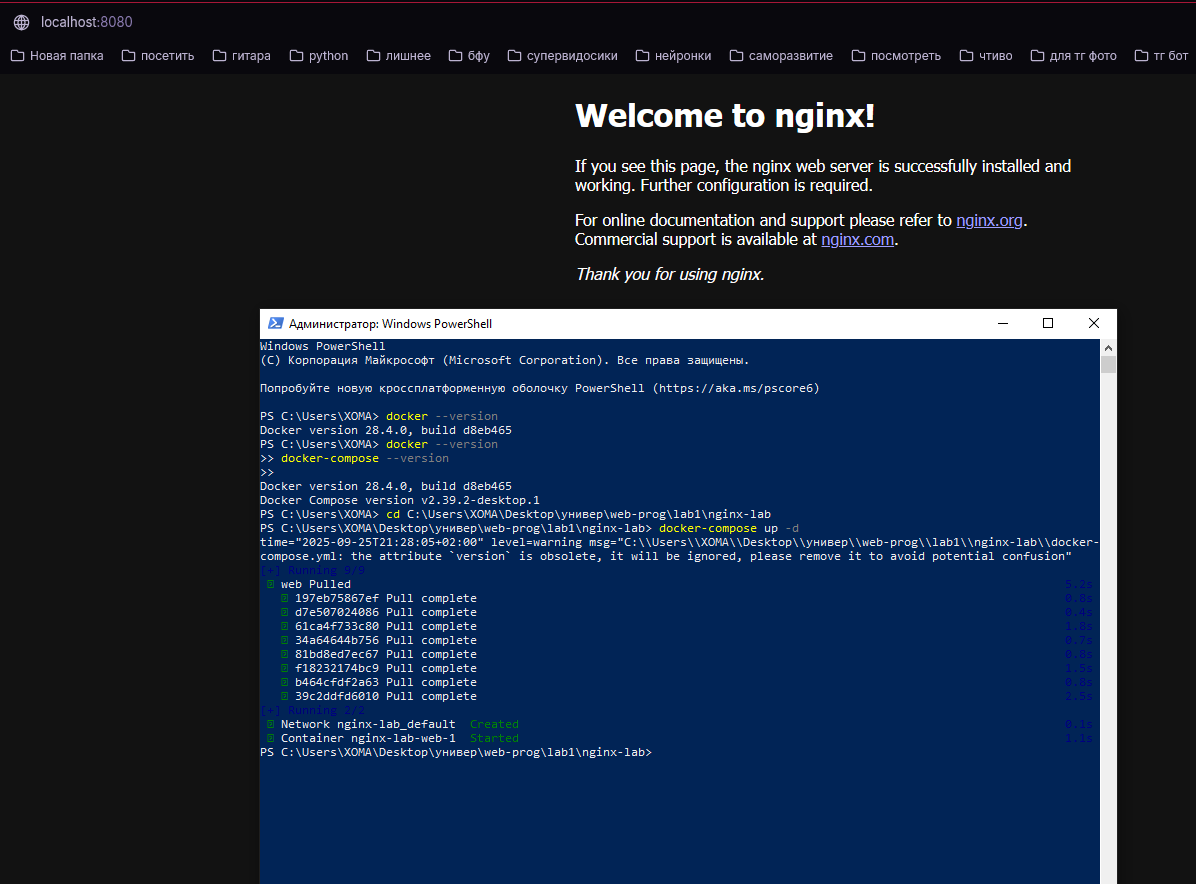 localhost:8080
Новая папка посетить гитара python лишнее бфу супервидосики нейронки саморазвитие посмотреть чтиво для тг фото тг бот
Welcome to nginx!
If you see this page, the nginx web server is successfully installed and
working. Further configuration is required.
For online documentation and support please refer to nginx.org.
Commercial support is available at nginx.com.
Thank you for using nginx.
Администратор: Windows PowerShell
Windows PowerShell
(C) Корпорация Майкрософт (Microsoft Corporation). Все права защищены.
Попробуйте новую кроссплатформенную оболочку PowerShell (https://aka.ms/pscore6)
PS C:\Users\XOMA> docker --version
Docker version 28.4.0, build d8eb465
PS C:\Users\XOMA> docker --version
>> docker-compose --version
>>
Docker version 28.4.0, build d8eb465
Docker Compose version v2.39.2-desktop.1
PS C:\Users\XOMA> cd C:\Users\XOMA\Desktop\универ\web-prog\lab1\nginx-lab
PS C:\Users\XOMA\Desktop\универ\web-prog\lab1\nginx-lab> docker-compose up -d
time="2025-09-25T21:28:05+02:00" level=warning msg="C:\\Users\\XOMA\\Desktop\\универ\\web-prog\\lab1\\nginx-lab\\docker-
compose.yml: the attribute `version` is obsolete, it will be ignored, please remove it to avoid potential confusion"
[+] Running 9/9
web Pulled 5.2s
197eb75867ef Pull complete 0.8s
d7e507024086 Pull complete 0.4s
61ca4f733c80 Pull complete 1.8s
34a64644b756 Pull complete 0.7s
81bd8ed7ec67 Pull complete 0.8s
f18232174bc9 Pull complete 1.5s
b464cfdf2a63 Pull complete 0.8s
39c2ddfd6010 Pull complete 2.5s
[+] Running 2/2
Network nginx-lab_default Created 0.1s
Container nginx-lab-web-1 Started 1.1s
PS C:\Users\XOMA\Desktop\универ\web-prog\lab1\nginx-lab>